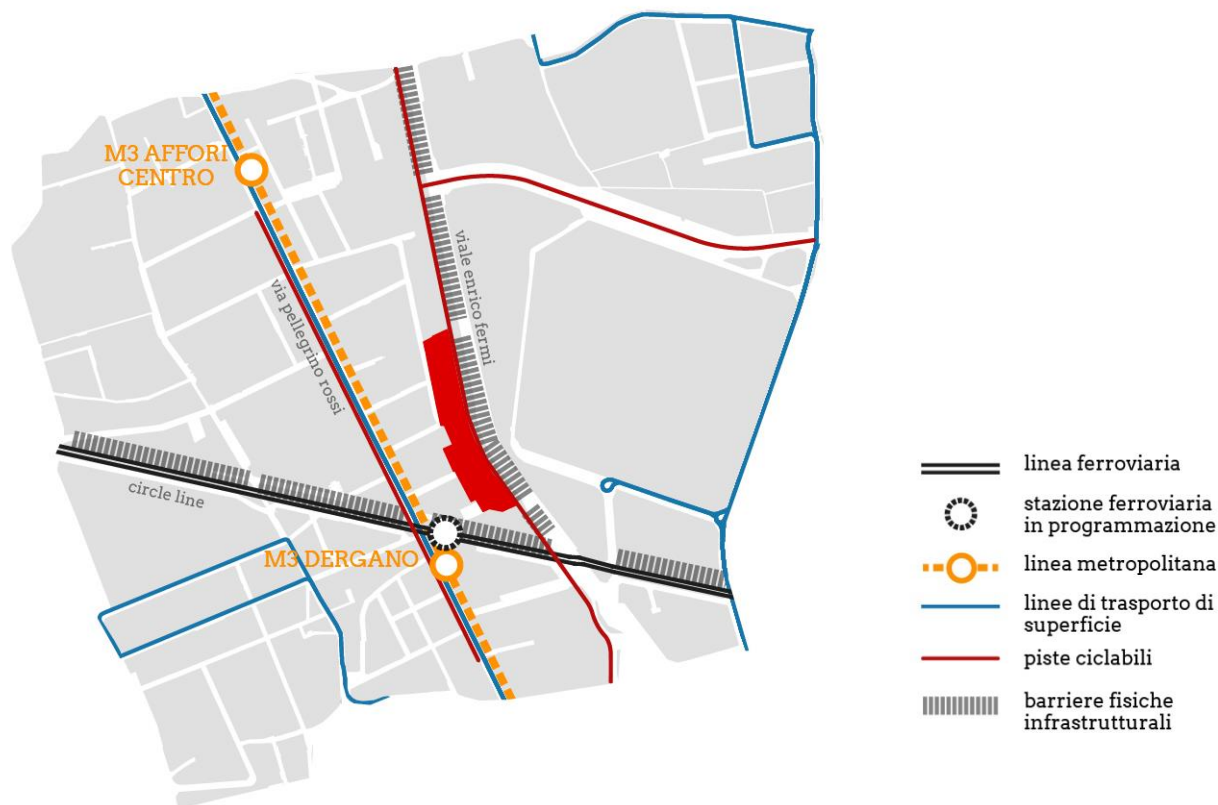 M3 AFFORI
CENTRO
viale enrico fermi
via pellegrino rossi
circle line
M3 DERGANO
linea ferroviaria
stazione ferroviaria
in programmazione
linea metropolitana
linee di trasporto di
superficie
piste ciclabili
barriere fisiche
infrastrutturali